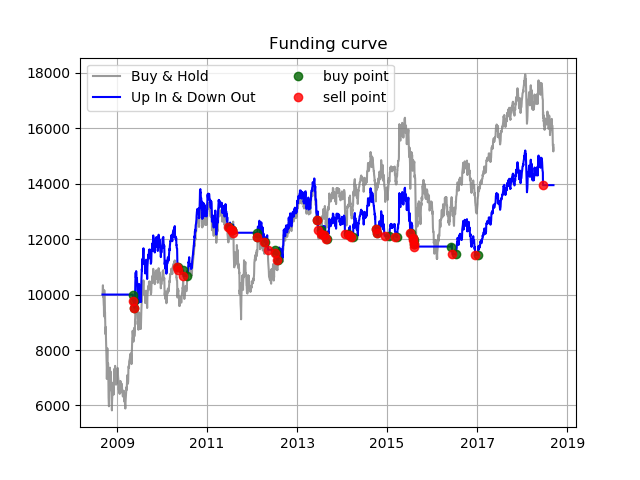 Funding curve
Buy & Hold
Up In & Down Out
buy point
sell point
18000
16000
14000
12000
10000
8000
6000
2009 2011 2013 2015 2017 2019